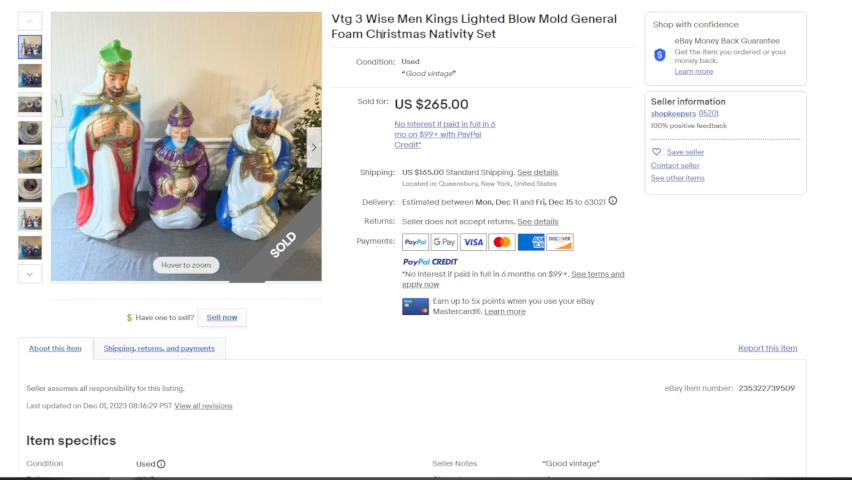 Vtg 3 Wise Men Kings Lighted Blow Mold General
Foam Christmas Nativity Set
Condition: Used
"Good vintage"
Sold for: US $265.00
No Interest if paid in full in 6
mo on $99+ with PayPal
Credit*
Shipping: US $165.00 Standard Shipping. See details
Located in: Queensbury, New York, United States
Delivery: Estimated between Mon, Dec 11 and Fri, Dec 15 to 63021
Returns: Seller does not accept returns. See details
Payments: PayPal G Pay VISA DISCOVER
PayPal CREDIT
*No Interest if paid in full in 6 months on $99+. See terms and
apply now
Earn up to 5x points when you use your eBay
Mastercard®. Learn more
Shop with confidence
eBay Money Back Guarantee
Get the item you ordered or your
money back.
Learn more
Seller information
shopkeepers (1520)
100% positive feedback
Save seller
Contact seller
See other items
SOLD
Hover to zoom
$ Have one to sell? Sell now
About this item Shipping, returns, and payments Report this item
Seller assumes all responsibility for this listing. eBay item number: 235322739509
Last updated on Dec 01, 2023 08:16:29 PST View all revisions
Item specifics
Condition Used Seller Notes "Good vintage"